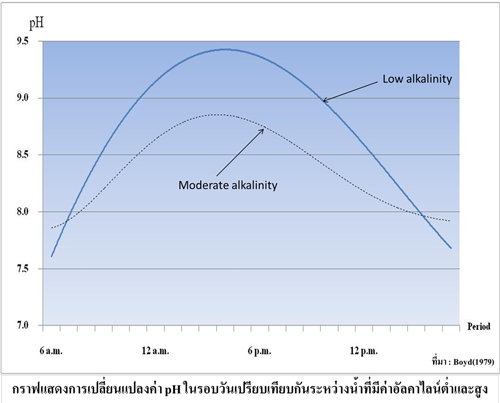 pH
9.5
Low alkalinity
9.0
8.5
Moderate alkalinity
8.0
7.5
Period
7.0
6 a.m.
12 a.m.
6 p.m.
12 p.m.
ที่มา : Boyd(1979)
กราฟแสดงการเปลี่ยนแปลงค่า pH ในรอบวันเปรียบเทียบกันระหว่างน้ำที่มีค่าอัลคาไลน์ต่ำและสูง